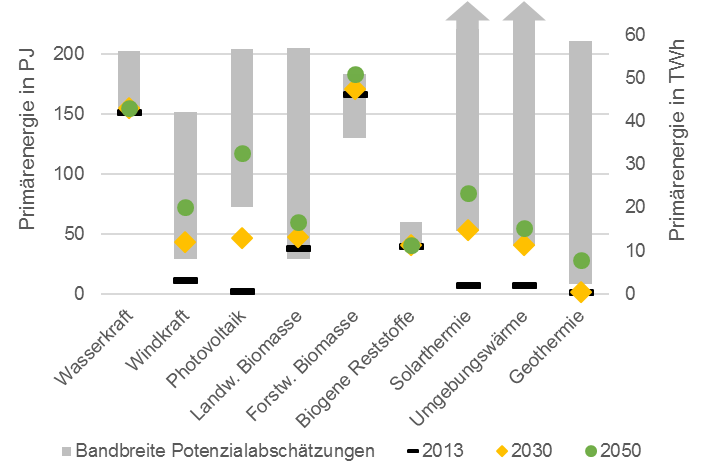 Primärenergie in PJ
200
150
100
50
0
60
50
40
30
20
10
0
Primärenergie in TWh
Wasserkraft
Windkraft
Photovoltaik
Landw. Biomasse
Forstw. Biomasse
Biogene Reststoffe
Solarthermie
Umgebungswärme
Geothermie
Bandbreite Potenzialabschätzungen 2013 2030 2050